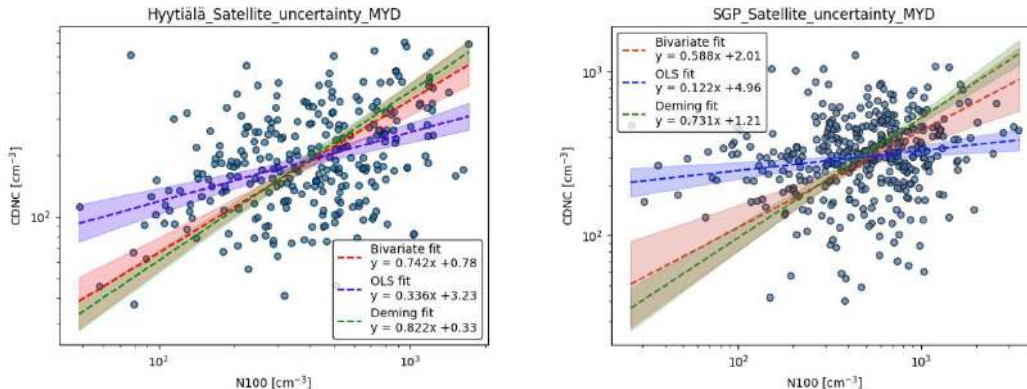 Hyytiälä_Satellite_uncertainty_MYD
CDNC [cm⁻³]
10²
Bivariate fit
y = 0.742x +0.78
OLS fit
y = 0.336x +3.23
Deming fit
y = 0.822x +0.33
10²
10³
N100 [cm⁻³]
SGP_Satellite_uncertainty_MYD
Bivariate fit
y = 0.588x +2.01
OLS fit
y = 0.122x +4.96
Deming fit
y = 0.731x +1.21
10³
CDNC [cm⁻³]
10²
10²
10³
N100 [cm⁻³]